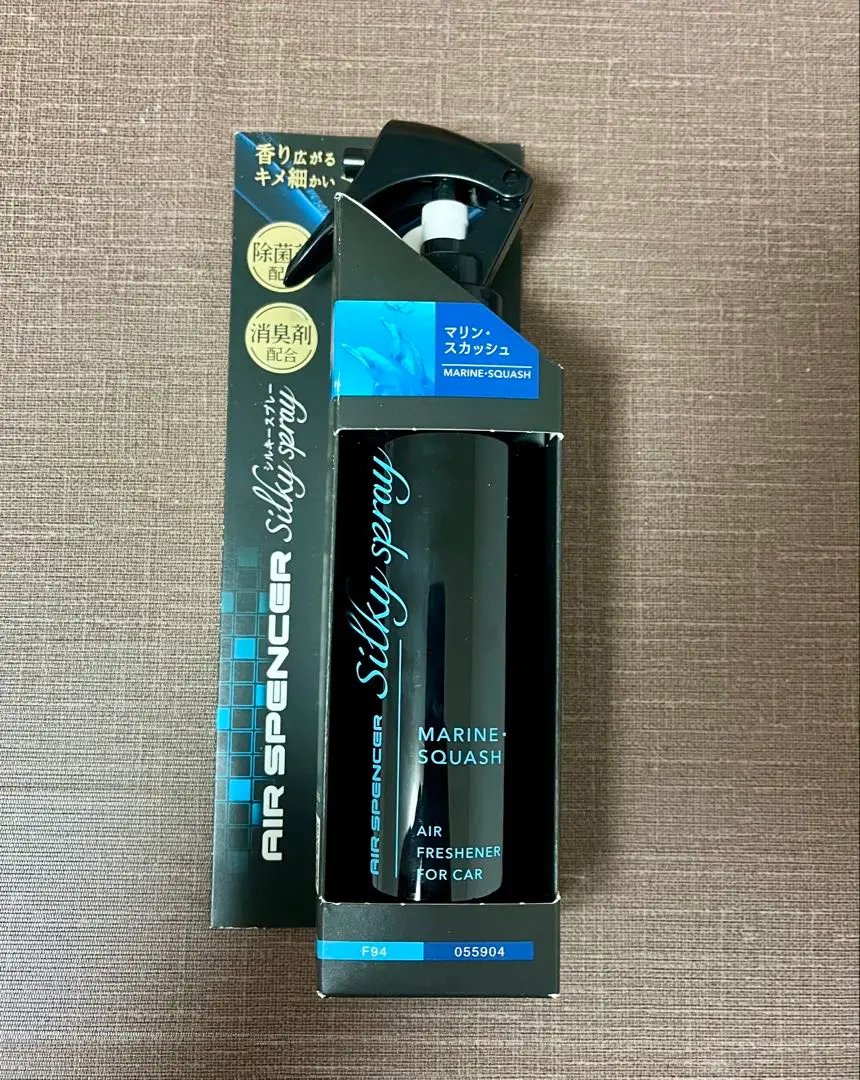 香り広がる
キメ細かい
除菌
配
消臭剤
配合
シルキースプレー
Silky spray
AIR SPENCER
マリン・
スカッシュ
MARINE・SQUASH
Silky spray
AIR SPENCER
MARINE・
SQUASH
AIR
FRESHENER
FOR CAR
F94
055904